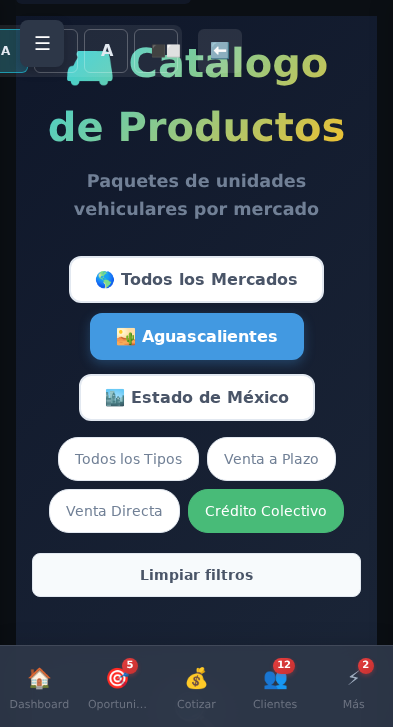 A
☰
A
Catálogo
de Productos
Paquetes de unidades
vehiculares por mercado
🌎 Todos los Mercados
🏜️ Aguascalientes
🏙️ Estado de México
Todos los Tipos
Venta a Plazo
Venta Directa
Crédito Colectivo
Limpiar filtros
5
12
2
Dashboard
Oportuni...
Cotizar
Clientes
Más